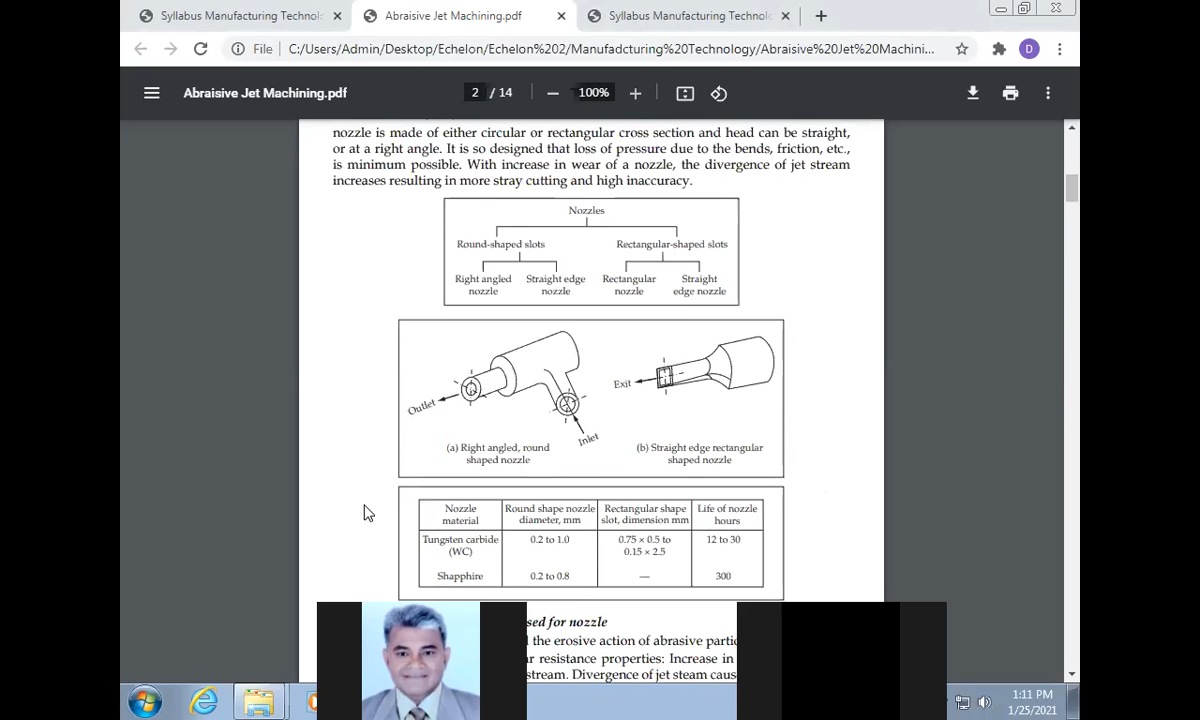 Syllabus Manufacturing Technolo
Abraisive Jet Machining.pdf
Syllabus Manufacturing Technolo
File
C:/Users/Admin/Desktop/Echelon/Echelon%202/Manufadcturing%20Technology/Abraisive%20Jet%20Machini...
D
Abraisive Jet Machining.pdf
2 / 14
100%
nozzle is made of either circular or rectangular cross section and head can be straight,
or at a right angle. It is so designed that loss of pressure due to the bends, friction, etc.,
is minimum possible. With increase in wear of a nozzle, the divergence of jet stream
increases resulting in more stray cutting and high inaccuracy.
Nozzles
Round-shaped slots
Rectangular-shaped slots
Right angled
nozzle
Straight edge
nozzle
Rectangular
nozzle
Straight
edge nozzle
Outlet
Inlet
Exit
(a) Right angled, round
shaped nozzle
(b) Straight edge rectangular
shaped nozzle
Nozzle
material
Round shape nozzle
diameter, mm
Rectangular shape
slot, dimension mm
Life of nozzle
hours
Tungsten carbide
(WC)
0.2 to 1.0
0.75 × 0.5 to
0.15 × 2.5
12 to 30
Shapphire
0.2 to 0.8
—
300
sed for nozzle
the erosive action of abrasive partic
resistance properties: Increase in
stream. Divergence of jet steam caus
1:11 PM
1/25/2021